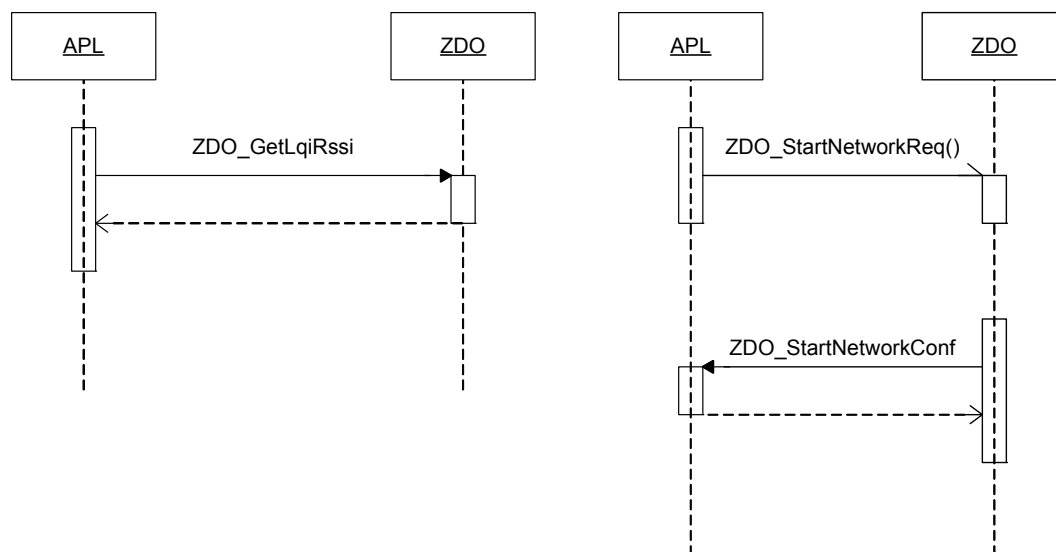 APL
ZDO
ZDO_GetLqiRssi
APL
ZDO
ZDO_StartNetworkReq()
ZDO_StartNetworkConf